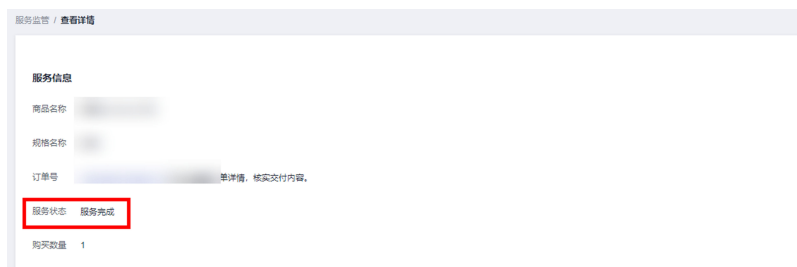 服务监管 / 查看详情
服务信息
商品名称
规格名称
订单号 单详情，核实交付内容。
服务状态 服务完成
购买数量 1